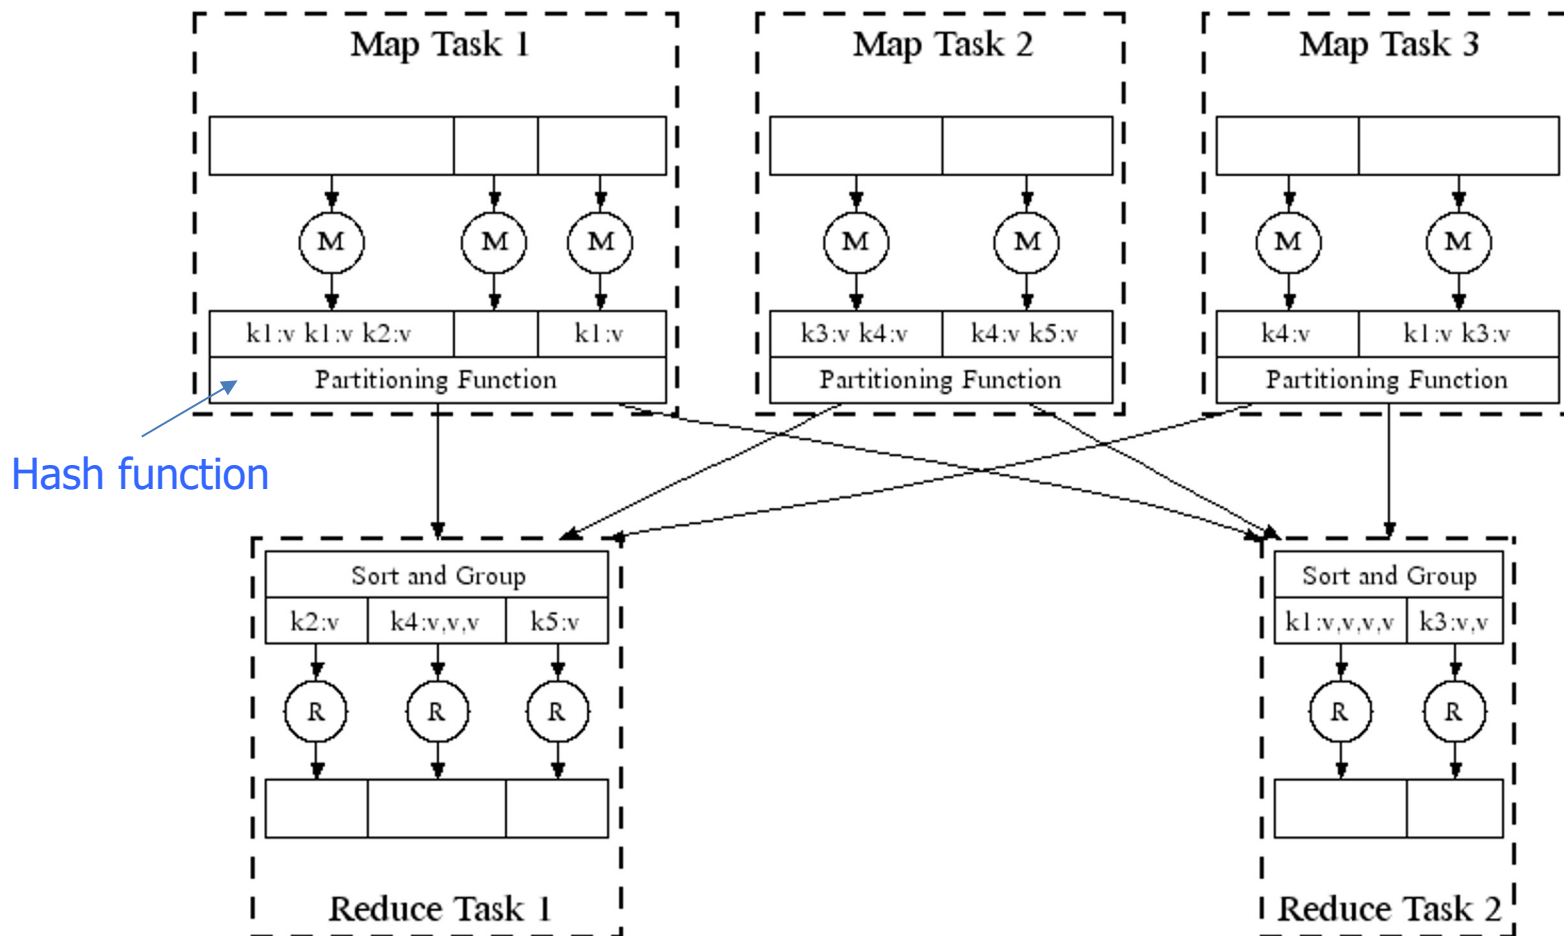 Map Task 1
Map Task 2
Map Task 3
M
M
M
M
M
M
M
k1:v k1:v k2:v
k1:v
k3:v k4:v
k4:v k5:v
k4:v
k1:v k3:v
Partitioning Function
Partitioning Function
Partitioning Function
Hash function
Sort and Group
Sort and Group
k2:v
k4:v,v,v
k5:v
k1:v,v,v,v
k3:v,v
R
R
R
R
R
Reduce Task 1
Reduce Task 2